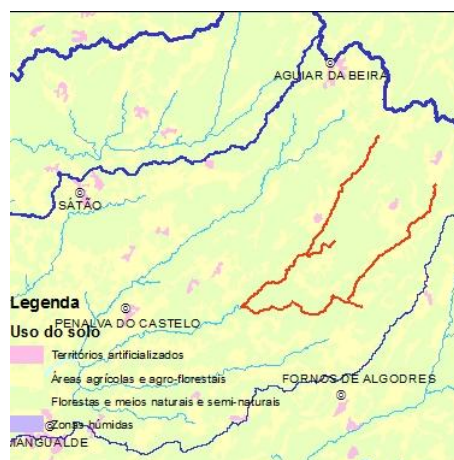 AGUIAR DA BEIRA
SÁTÃO
Legenda
PENALVA DO CASTELO
Uso do solo
Territórios artificializados
Áreas agrícolas e agro-florestais
FORNOS DE ALGODRES
Florestas e meios naturais e semi-naturais
Zonas húmidas
MANGUALDE